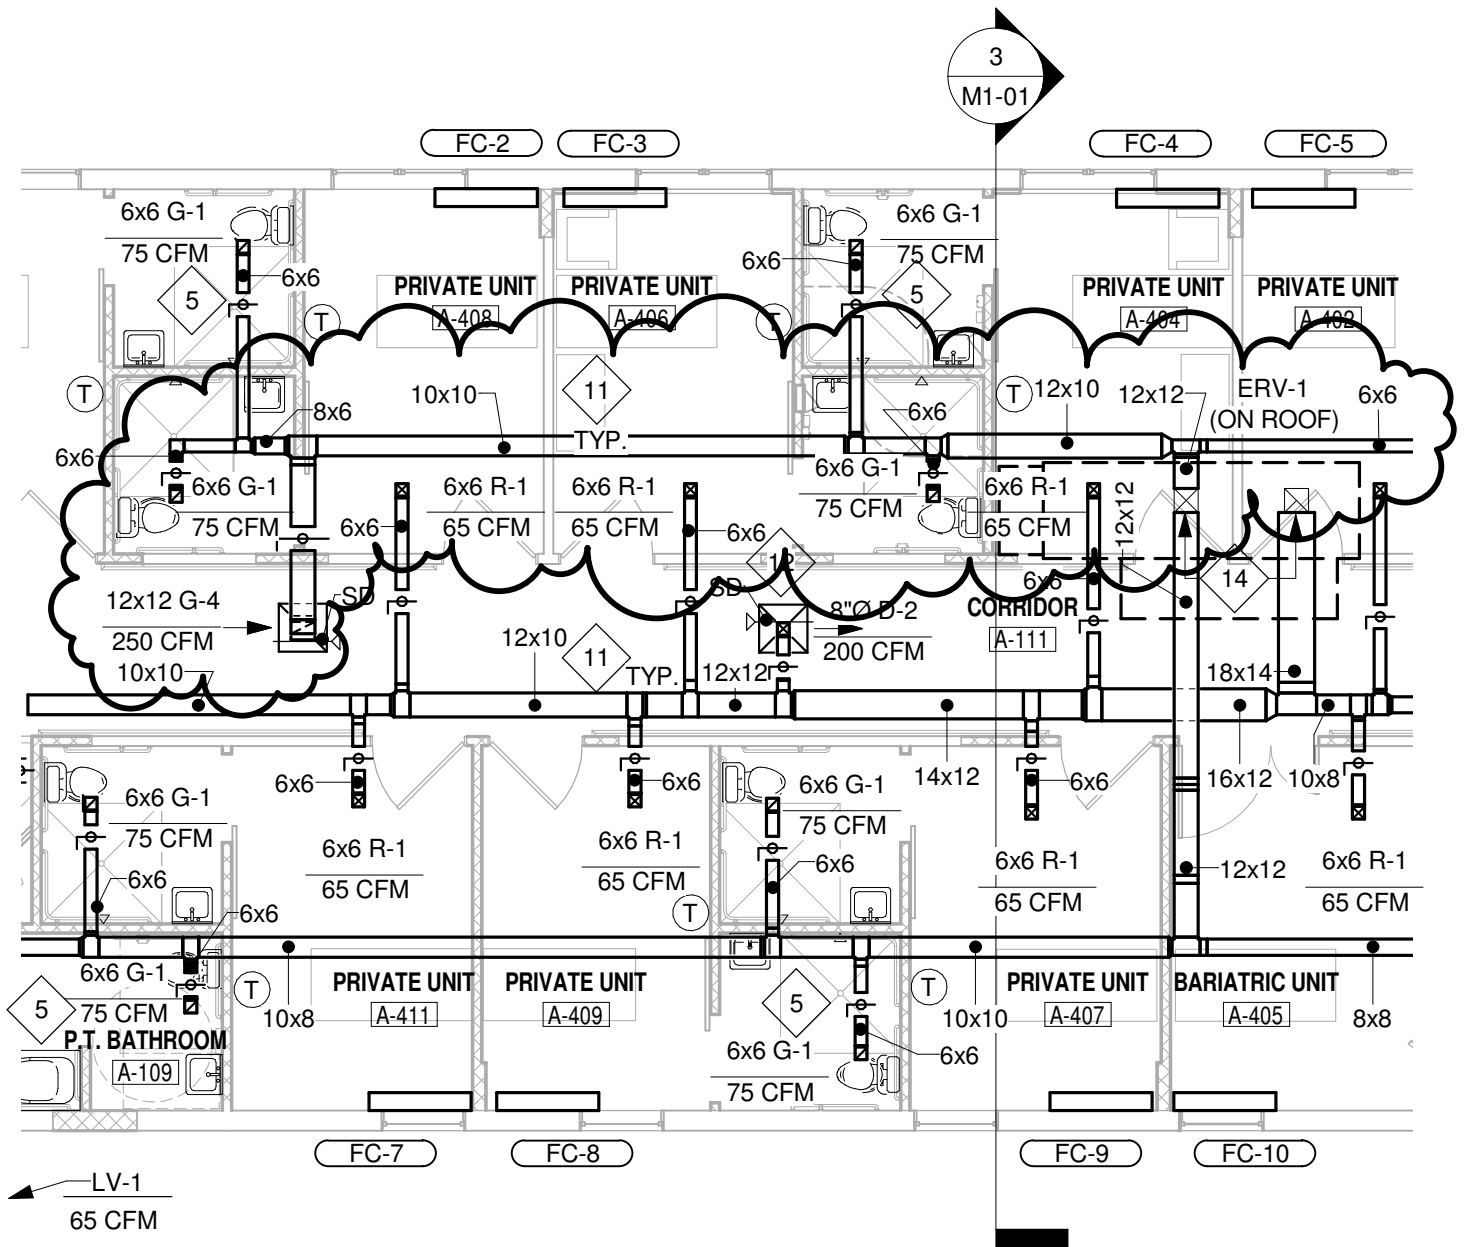 3
M1-01
FC-2
FC-3
FC-4
FC-5
6x6 G-1
75 CFM
6x6
5
T
PRIVATE UNIT
A-408
PRIVATE UNIT
A-406
6x6
T
6x6 G-1
75 CFM
5
PRIVATE UNIT
A-404
PRIVATE UNIT
A-402
T
8x6
10x10
11
TYP.
6x6
T
12x10
12x12
ERV-1
(ON ROOF)
6x6
6x6
6x6 G-1
75 CFM
6x6
6x6 R-1
65 CFM
6x6 R-1
65 CFM
6x6
6x6 G-1
75 CFM
6x6 R-1
65 CFM
12x12
12
14
6x6
12x12 G-4
250 CFM
SD
SD
8"Ø D-2
200 CFM
CORRIDOR
A-111
10x10
12x10
11
TYP.
12x12
18x14
6x6
6x6
14x12
6x6
16x12
10x8
6x6 G-1
75 CFM
6x6 R-1
65 CFM
6x6 R-1
65 CFM
6x6 G-1
75 CFM
6x6 R-1
65 CFM
12x12
6x6 R-1
65 CFM
6x6
6x6
6x6
T
6x6 G-1
75 CFM
5
P.T. BATHROOM
A-109
T
10x8
PRIVATE UNIT
A-411
PRIVATE UNIT
A-409
5
T
10x10
PRIVATE UNIT
A-407
BARIATRIC UNIT
A-405
8x8
6x6 G-1
75 CFM
6x6
FC-7
FC-8
FC-9
FC-10
LV-1
65 CFM